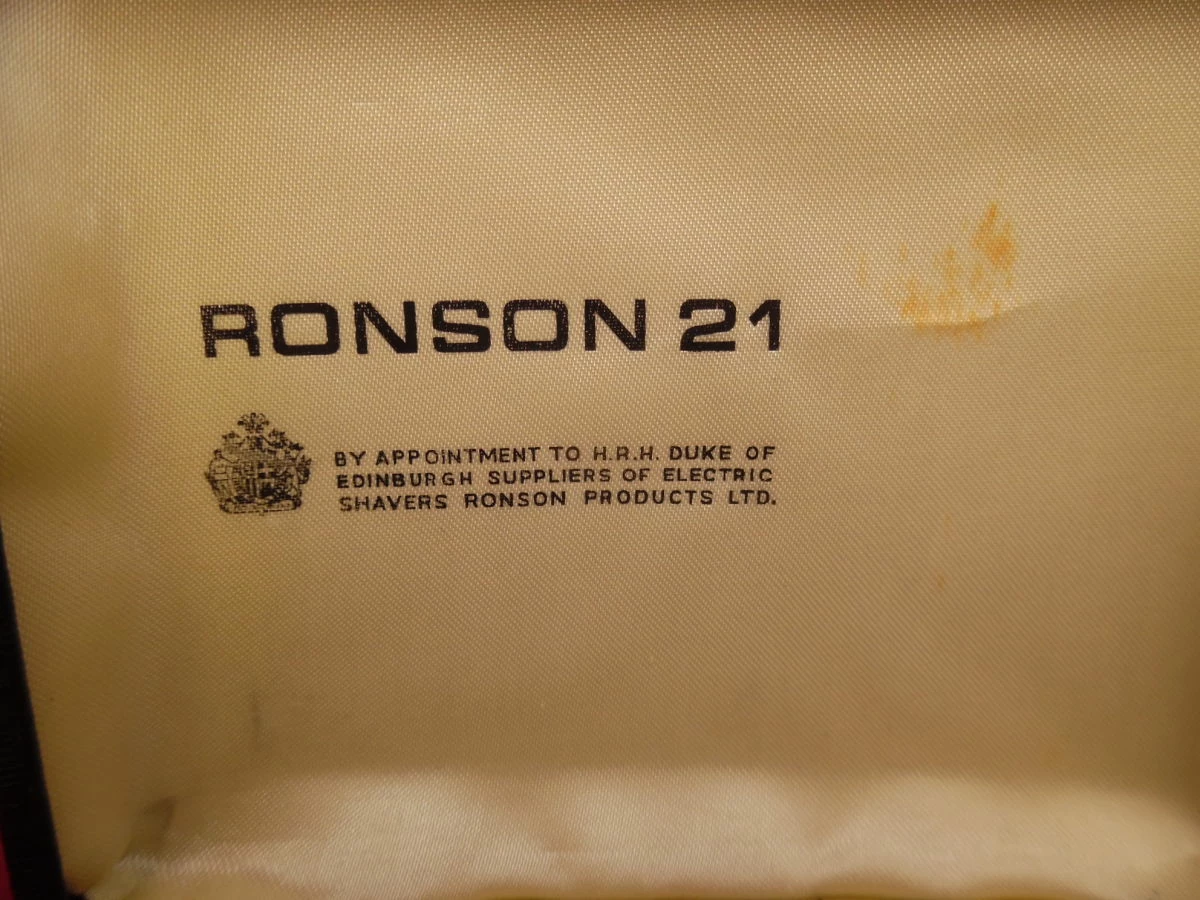 RONSON 21
BY APPOINTMENT TO H.R.H. DUKE OF
EDINBURGH SUPPLIERS OF ELECTRIC
SHAVERS RONSON PRODUCTS LTD.